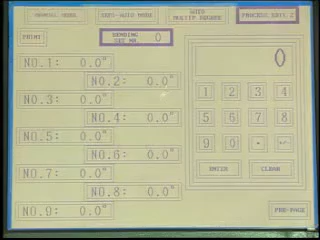 MANUAL MODE
SEMI-AUTO MODE
AUTO
MULTIP DEGREE
PROCESS EDIT 2
PRINT
BENDING
SET NO. 0
0
NO.1: 0.0"
NO.2: 0.0"
NO.3: 0.0"
NO.4: 0.0"
NO.5: 0.0"
NO.6: 0.0"
NO.7: 0.0"
NO.8: 0.0"
NO.9: 0.0"
1 2 3 4
5 6 7 8
9 0 . +/-
ENTER CLEAR
PRE-PAGE